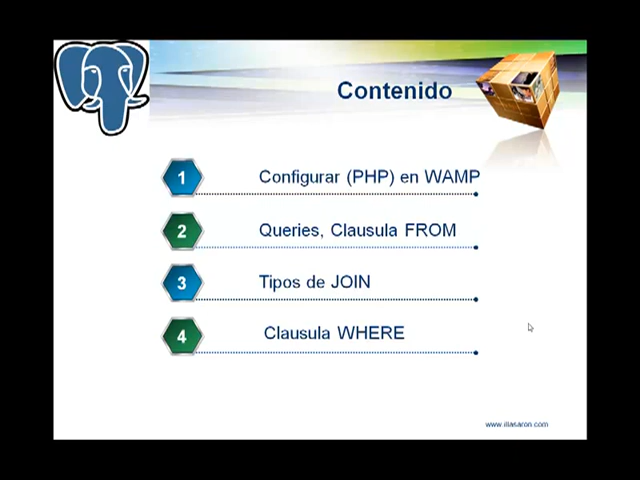 Contenido
1 Configurar (PHP) en WAMP
2 Queries, Clausula FROM
3 Tipos de JOIN
4 Clausula WHERE